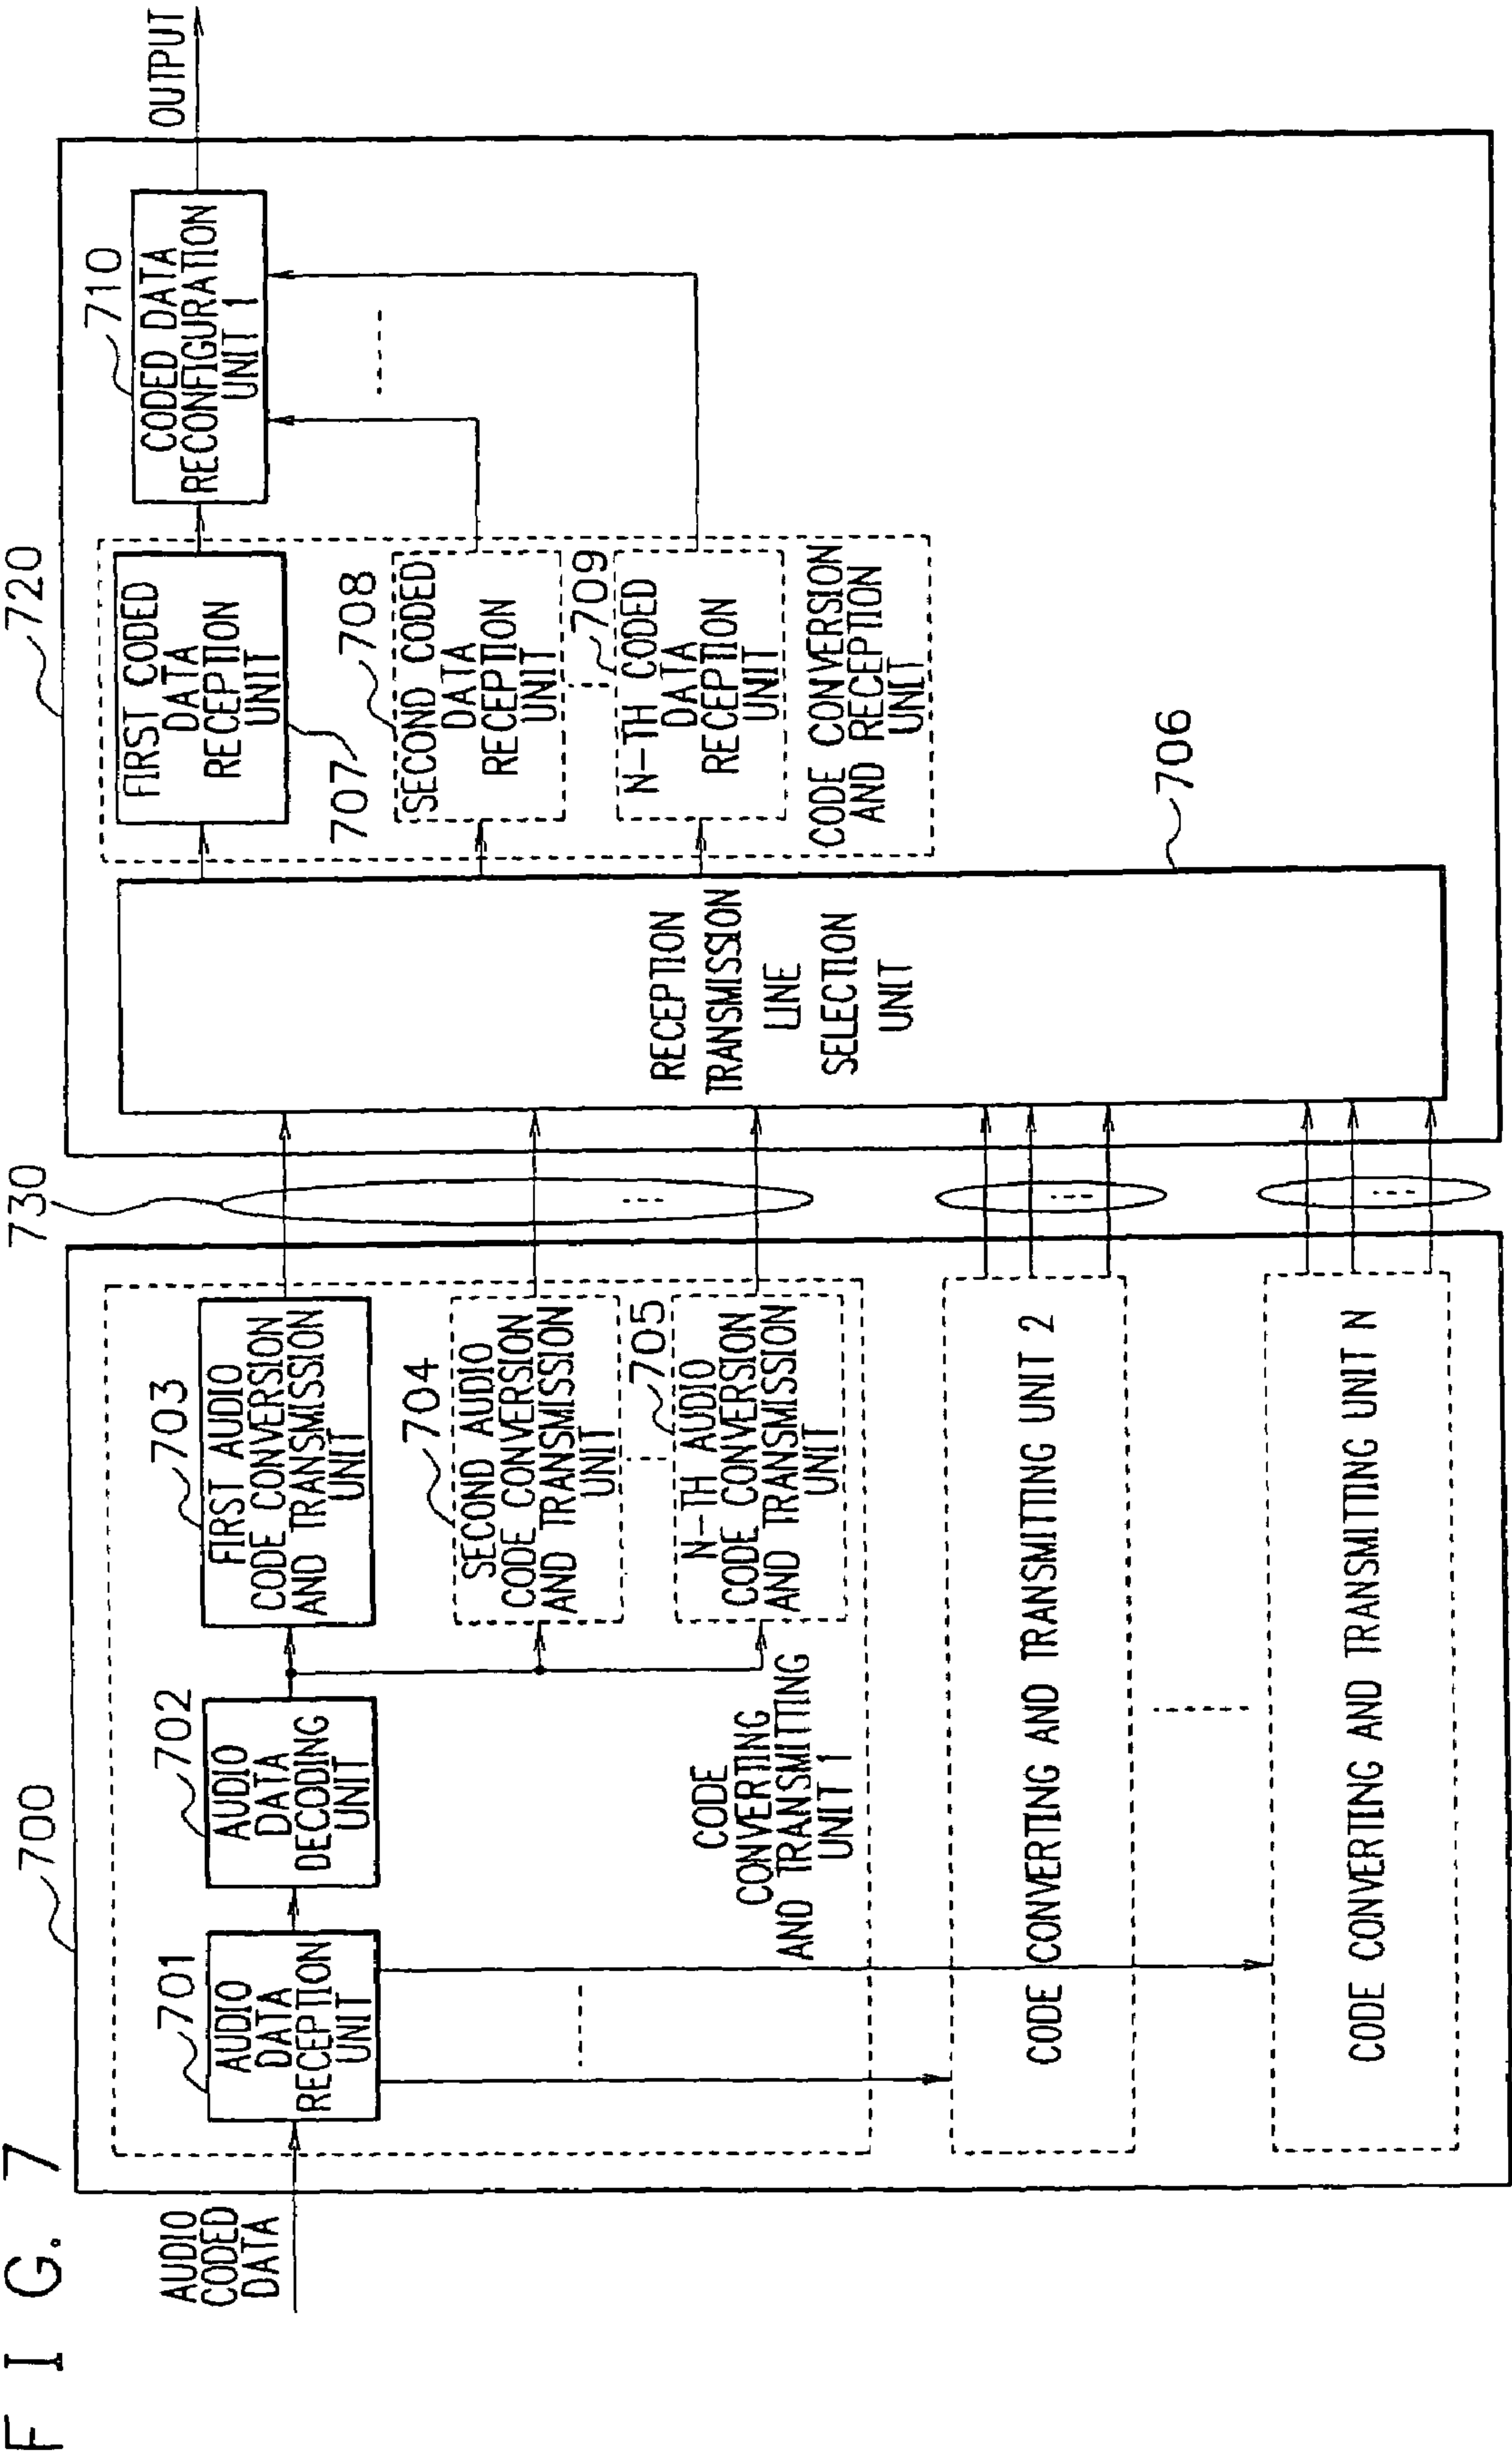 F I G. 7
AUDIO
CODED
DATA
700
701
AUDIO
DATA
RECEPTION
UNIT
702
AUDIO
DATA
DECODING
UNIT
703
FIRST AUDIO
CODE CONVERSION
AND TRANSMISSION
UNIT
704
SECOND AUDIO
CODE CONVERSION
AND TRANSMISSION
UNIT
705
N-TH AUDIO
CODE CONVERSION
AND TRANSMISSION
UNIT
CODE
CONVERTING
AND TRANSMITTING
UNIT 1
CODE CONVERTING AND TRANSMITTING UNIT 2
CODE CONVERTING AND TRANSMITTING UNIT N
730
720
RECEPTION
TRANSMISSION
LINE
SELECTION
UNIT
706
FIRST CODED
DATA
RECEPTION
UNIT
707
708
SECOND CODED
DATA
RECEPTION
UNIT
709
N-TH CODED
DATA
RECEPTION
UNIT
CODE CONVERSION
AND RECEPTION
UNIT
710
CODED DATA
RECONFIGURATION
UNIT 1
OUTPUT